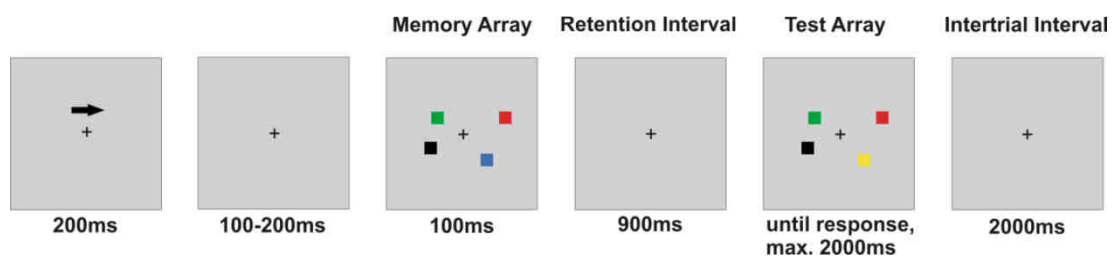 Memory Array Retention Interval Test Array Intertrial Interval
200ms 100-200ms 100ms 900ms until response, 2000ms
max. 2000ms